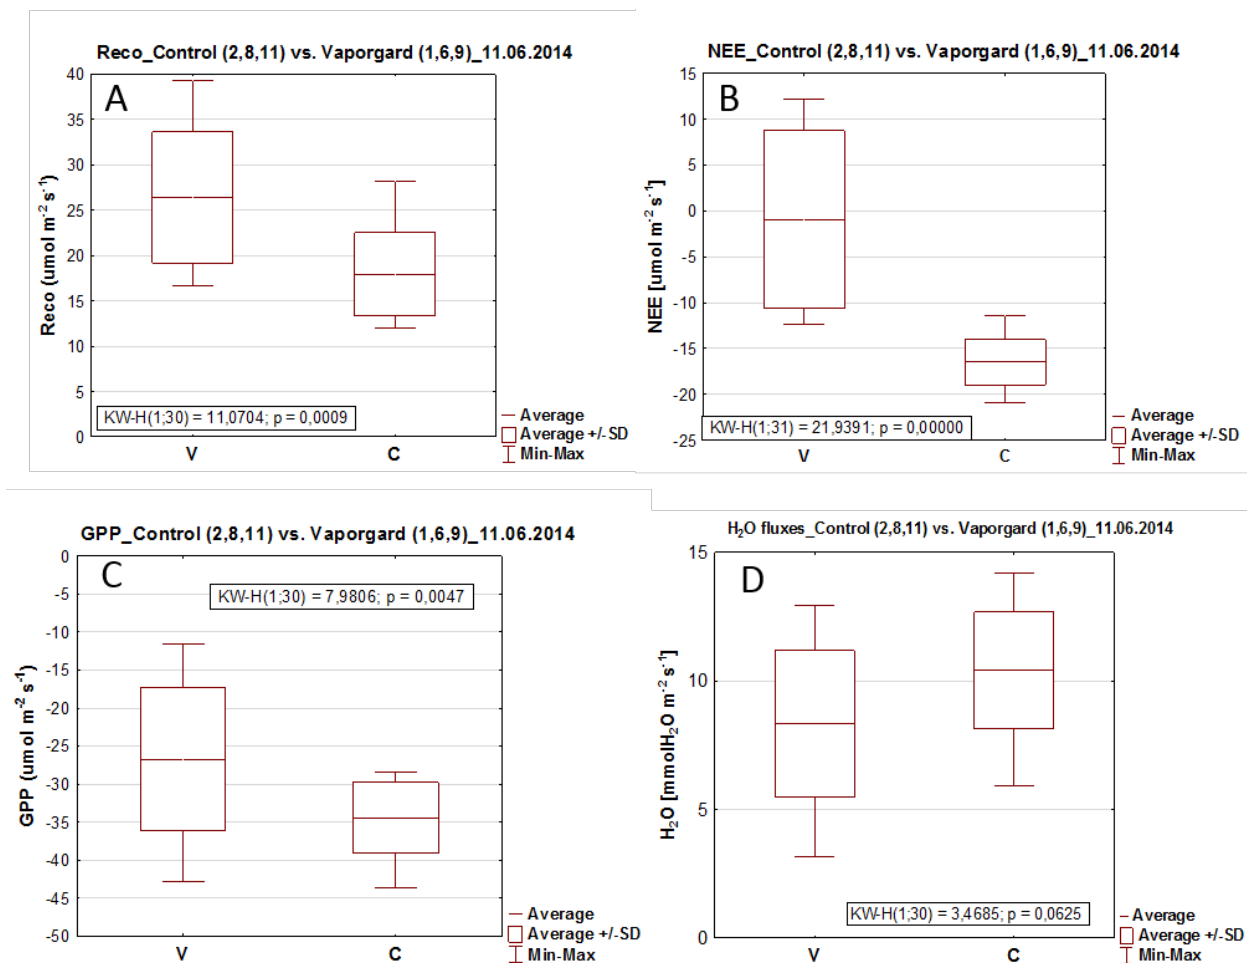 Reco_Control (2,8,11) vs. Vaporgard (1,6,9)_11.06.2014
A
40
35
30
25
20
15
10
5
0
Reco (umol m⁻² s⁻¹)
KW-H(1;30) = 11,0704; p = 0,0009
V
C
Average
Average +/-SD
Min-Max
NEE_Control (2,8,11) vs. Vaporgard (1,6,9)_11.06.2014
B
15
10
5
0
-5
-10
-15
-20
-25
NEE [umol m⁻² s⁻¹]
KW-H(1;31) = 21,9391; p = 0,00000
V
C
Average
Average +/-SD
Min-Max
GPP_Control (2,8,11) vs. Vaporgard (1,6,9)_11.06.2014
C
0
-5
-10
-15
-20
-25
-30
-35
-40
-45
-50
GPP (umol m⁻² s⁻¹)
KW-H(1;30) = 7,9806; p = 0,0047
V
C
Average
Average +/-SD
Min-Max
H₂O fluxes_Control (2,8,11) vs. Vaporgard (1,6,9)_11.06.2014
D
15
10
5
0
H₂O [mmolH₂O m⁻² s⁻¹]
KW-H(1;30) = 3,4685; p = 0,0625
V
C
Average
Average +/-SD
Min-Max